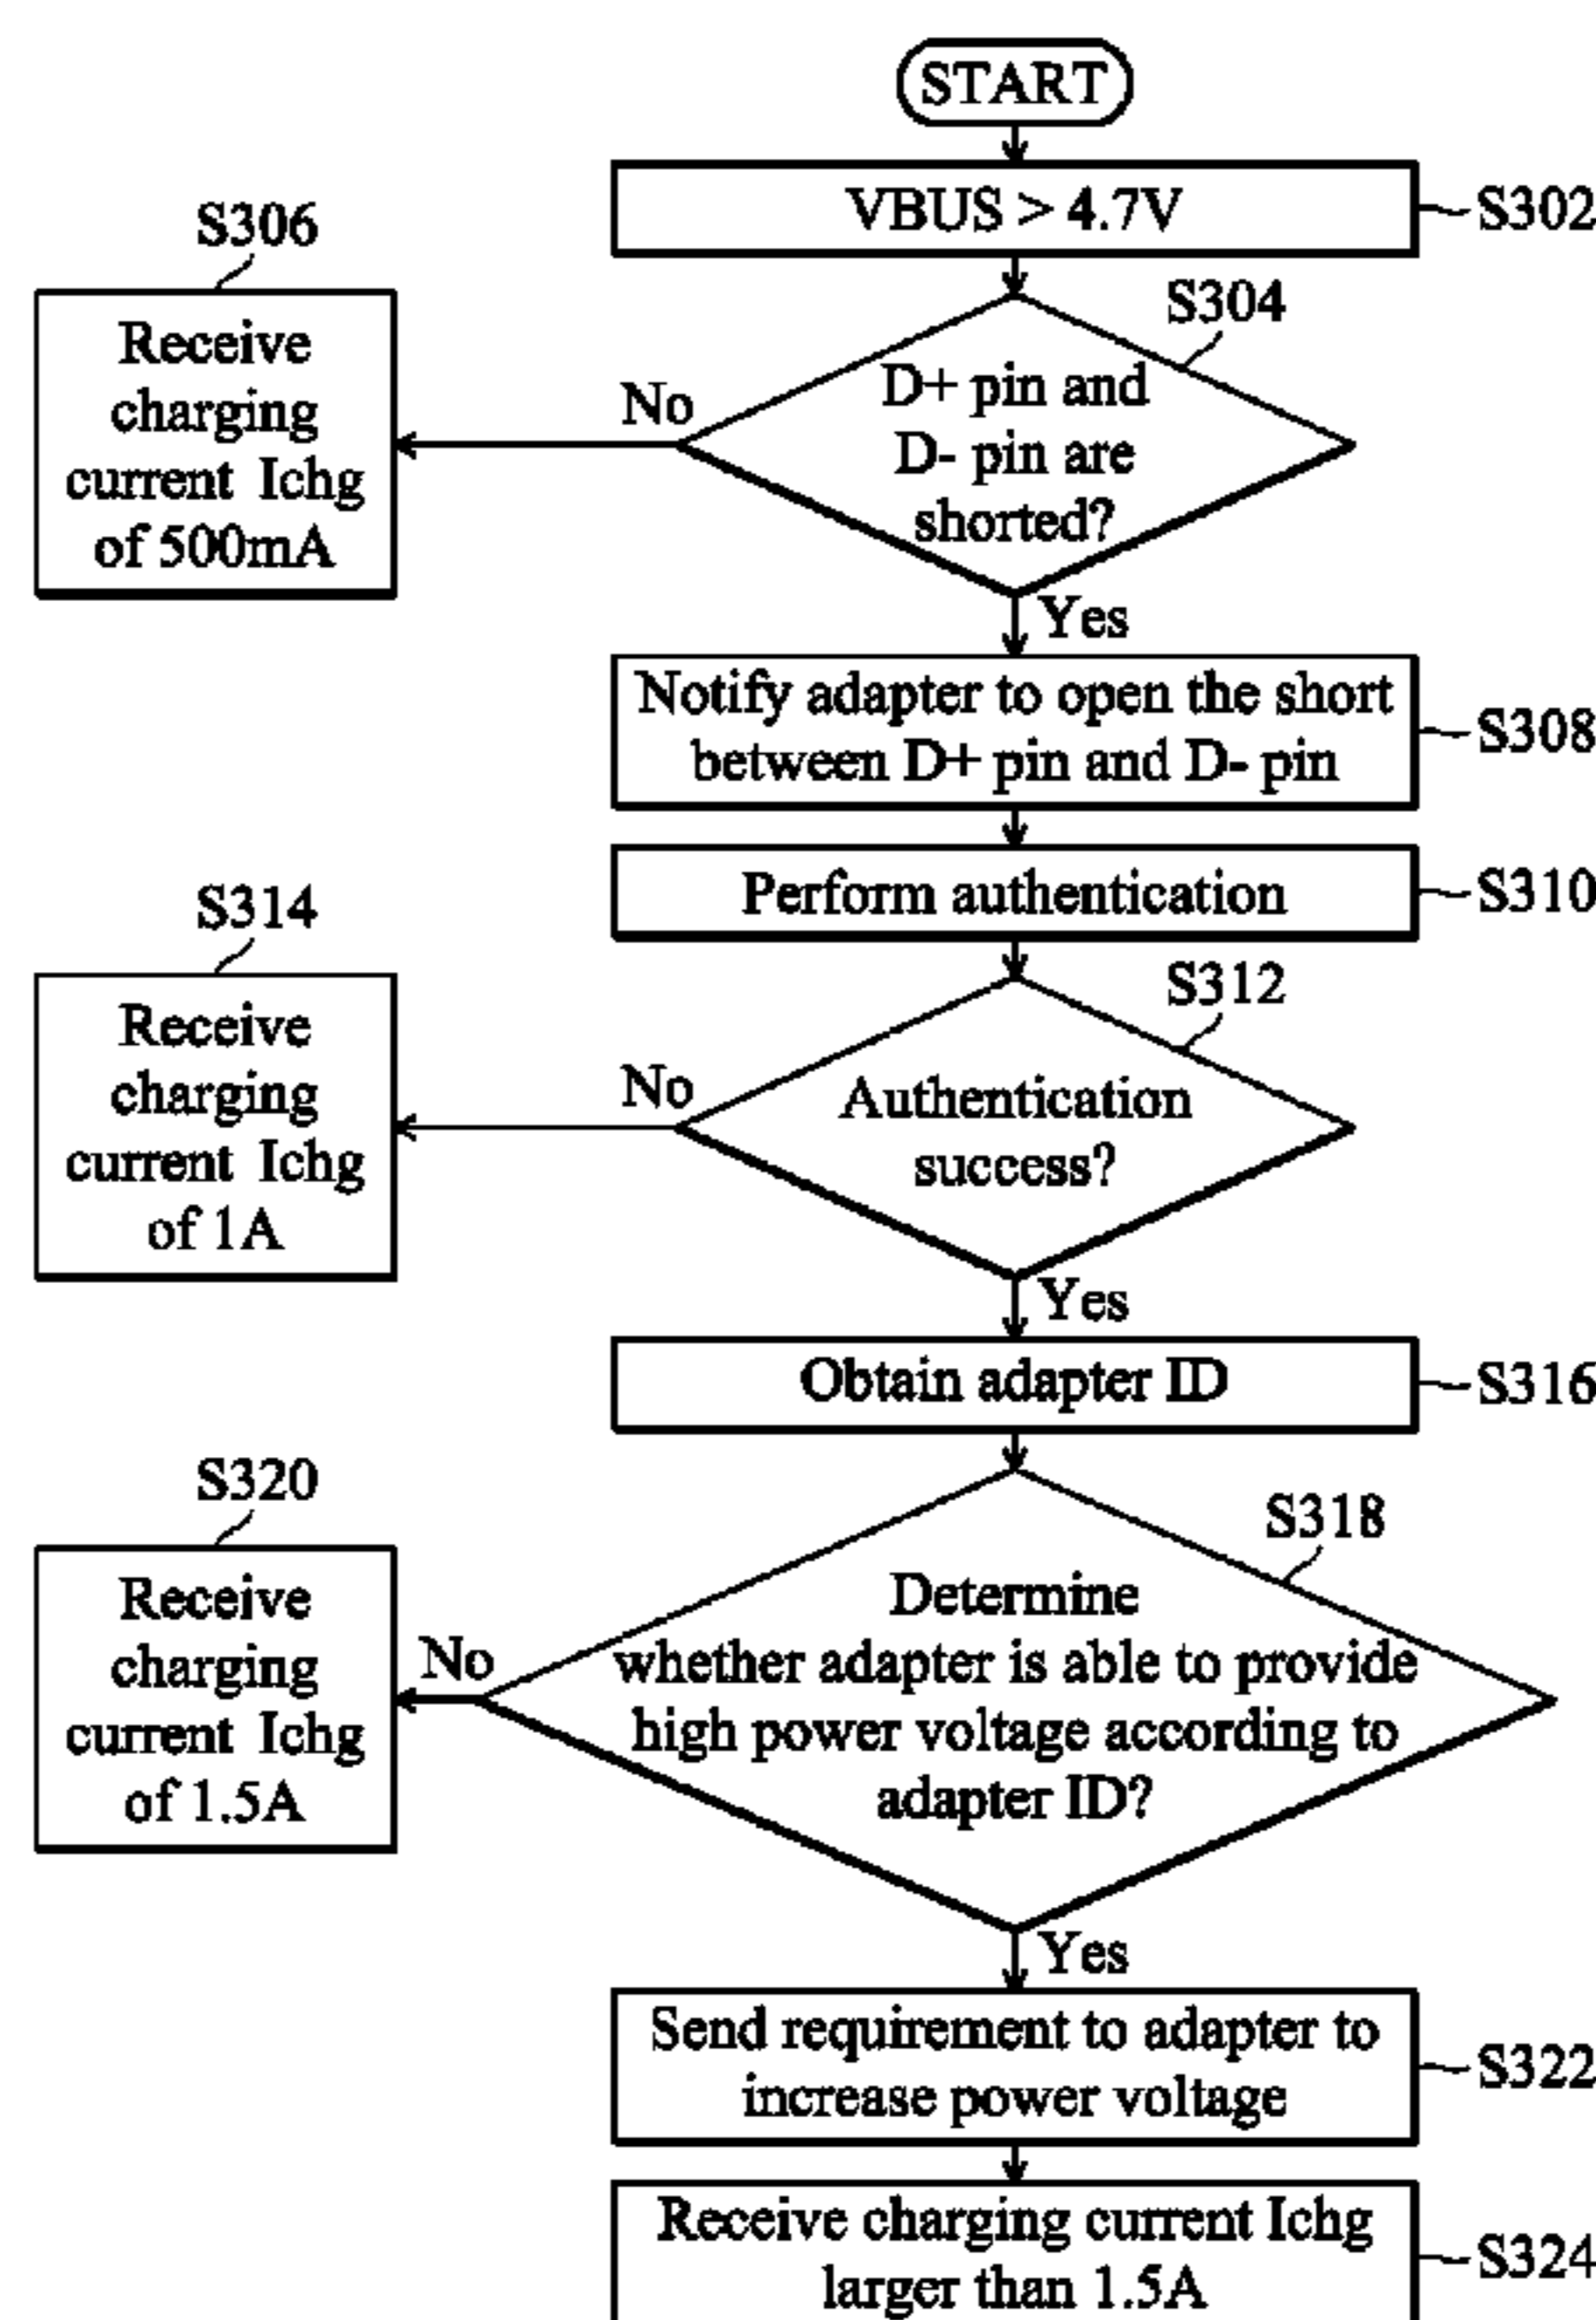 START
VBUS > 4.7V
S302
S306
Receive
charging
current Ichg
of 500mA
S304
D+ pin and
D- pin are
shorted?
No
Yes
Notify adapter to open the short
between D+ pin and D- pin
S308
Perform authentication
S310
S314
Receive
charging
current Ichg
of 1A
S312
Authentication
success?
No
Yes
Obtain adapter ID
S316
S320
Receive
charging
current Ichg
of 1.5A
S318
Determine
whether adapter is able to provide
high power voltage according to
adapter ID?
No
Yes
Send requirement to adapter to
increase power voltage
S322
Receive charging current Ichg
larger than 1.5A
S324